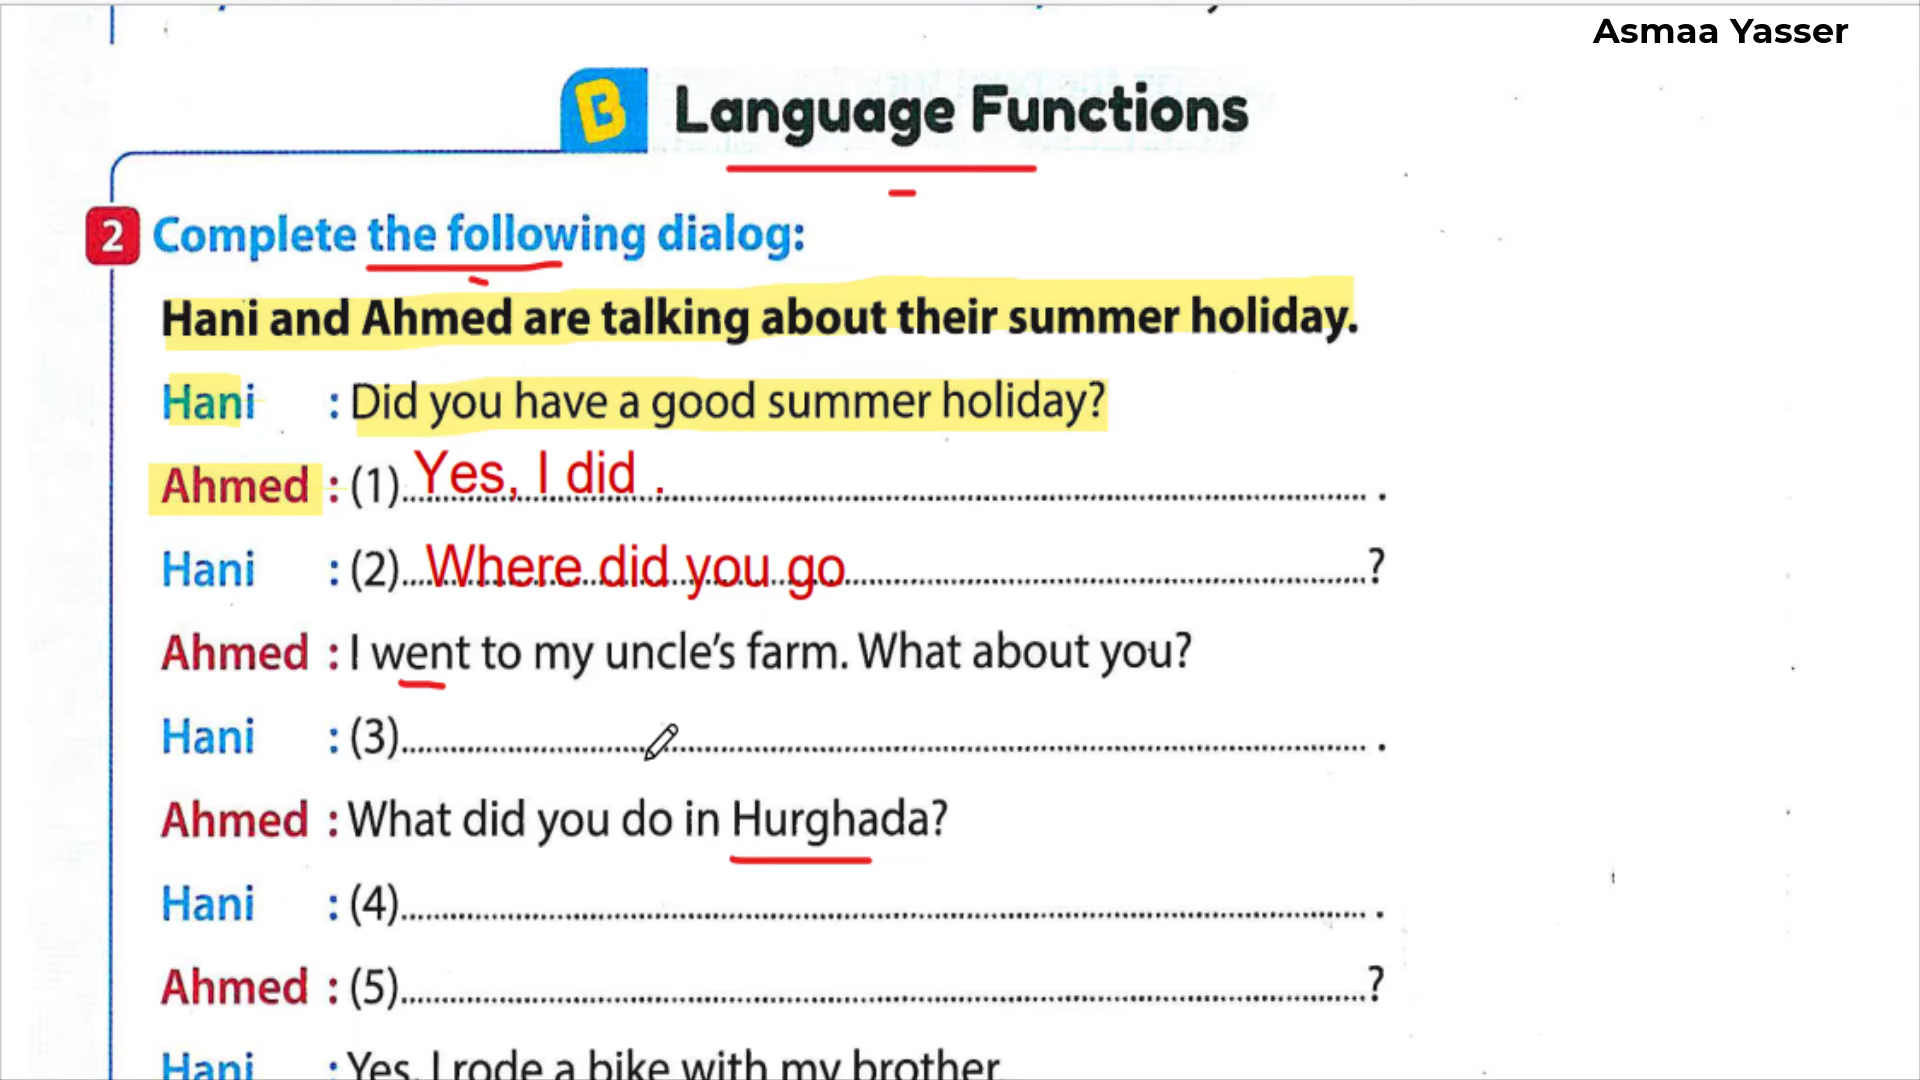 Asmaa Yasser
B Language Functions
2 Complete the following dialog:
Hani and Ahmed are talking about their summer holiday.
Hani : Did you have a good summer holiday?
Ahmed : (1) Yes, I did . .
Hani : (2) Where did you go ?
Ahmed : I went to my uncle's farm. What about you?
Hani : (3) .
Ahmed : What did you do in Hurghada?
Hani : (4) .
Ahmed : (5) ?
Hani : Yes, I rode a bike with my brother.